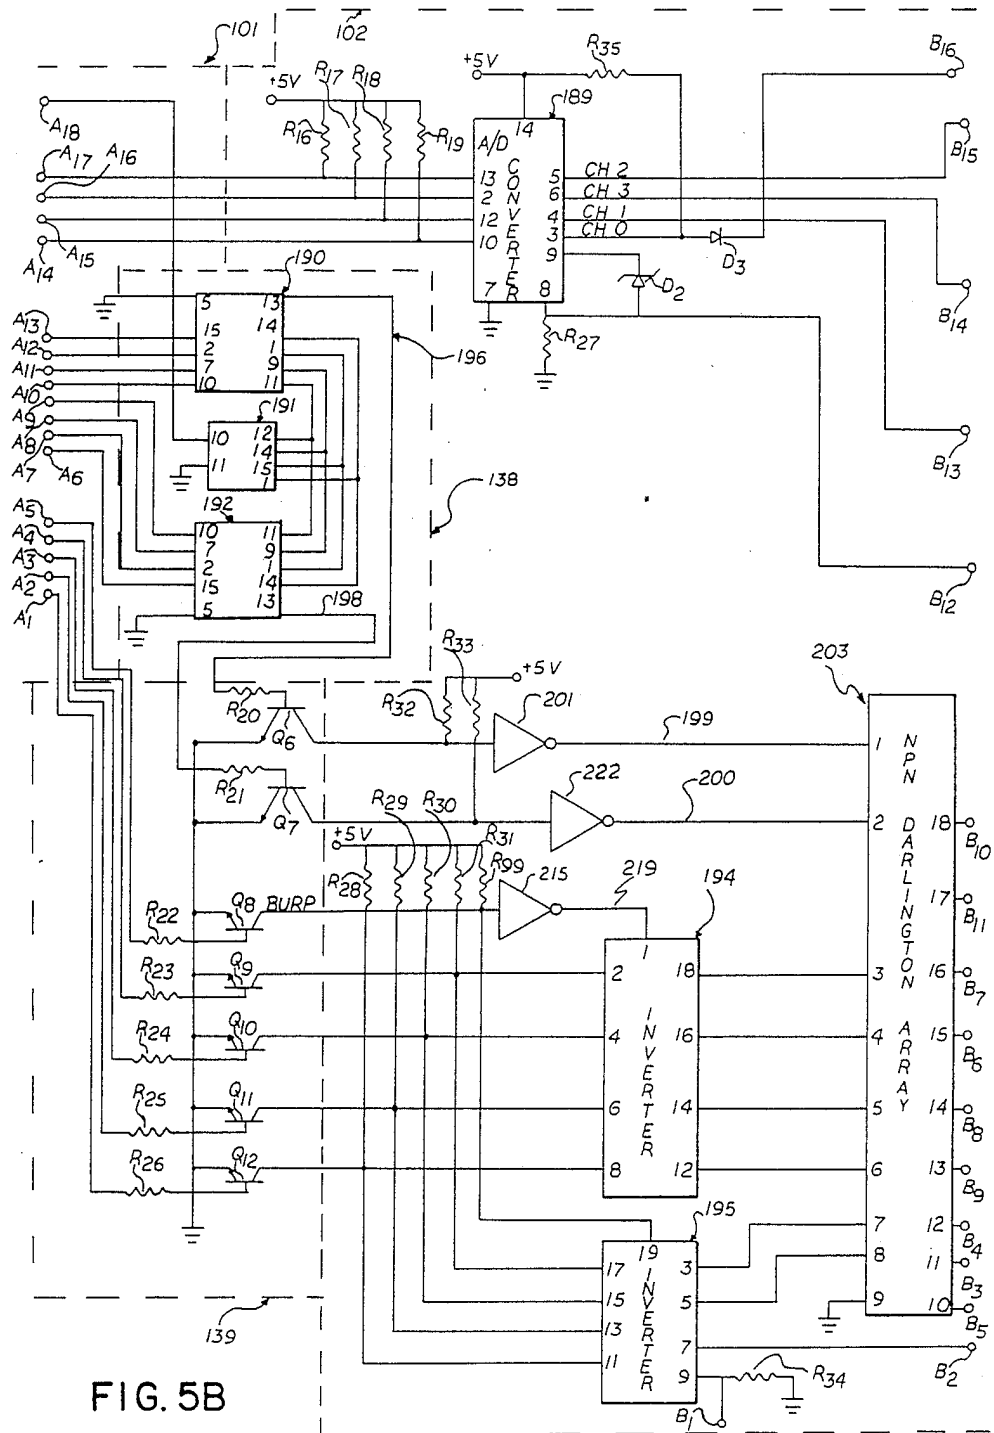 101
102
+5V
R35
B16
+5V
R17
R18
189
A18
R16
R19
14
A/D
CONVERTER
B15
A17
A16
13
5
CH 2
2
6
CH 3
12
4
CH 1
10
3
CH 0
A15
A14
9
D3
190
7
8
D2
5
13
196
R27
B14
A13
15
14
A12
2
1
A11
7
9
10
11
A10
191
A9
10
12
14
A8
11
15
1
A7
A6
138
B13
192
A5
10
11
A4
7
9
A3
2
1
A2
15
14
A1
5
13
198
B12
R33
+5V
203
R20
R32
201
199
Q6
1
NPN DARLINGTON ARRAY
R21
222
200
Q7
R29
R30
2
18
B10
+5V
R31
R28
R99
215
219
194
17
B11
Q8
BURP
R22
1
Q9
2
18
3
16
B7
R23
INVERTER
Q10
4
16
4
15
B6
R24
Q11
6
14
5
14
B8
R25
Q12
8
12
6
13
B9
R26
195
7
12
B4
19
INVERTER
8
11
B3
17
3
15
5
9
10
B5
13
139
11
7
B2
9
R34
B1
FIG. 5B